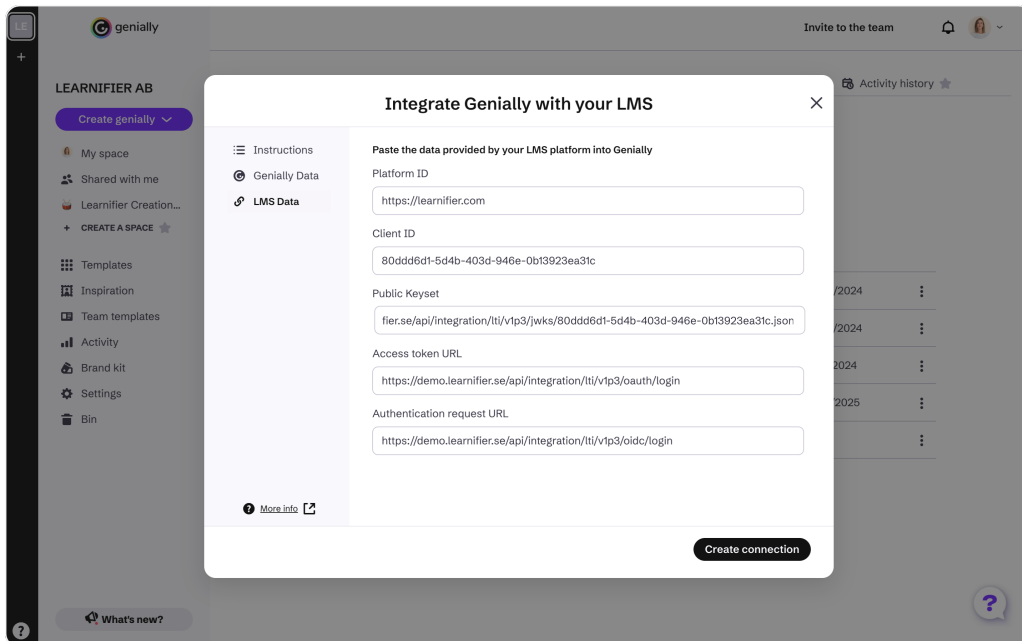 LE
genially
Invite to the team
LEARNIFIER AB
Create genially
My space
Shared with me
Learnifier Creation...
+ CREATE A SPACE
Templates
Inspiration
Team templates
Activity
Brand kit
Settings
Bin
What's new?
?
Activity history
Integrate Genially with your LMS
Instructions
Genially Data
LMS Data
? More info
Paste the data provided by your LMS platform into Genially
Platform ID
https://learnifier.com
Client ID
80ddd6d1-5d4b-403d-946e-0b13923ea31c
Public Keyset
fier.se/api/integration/lti/v1p3/jwks/80ddd6d1-5d4b-403d-946e-0b13923ea31c.json
Access token URL
https://demo.learnifier.se/api/integration/lti/v1p3/oauth/login
Authentication request URL
https://demo.learnifier.se/api/integration/lti/v1p3/oidc/login
Create connection
/2024
/2024
2024
2025
?